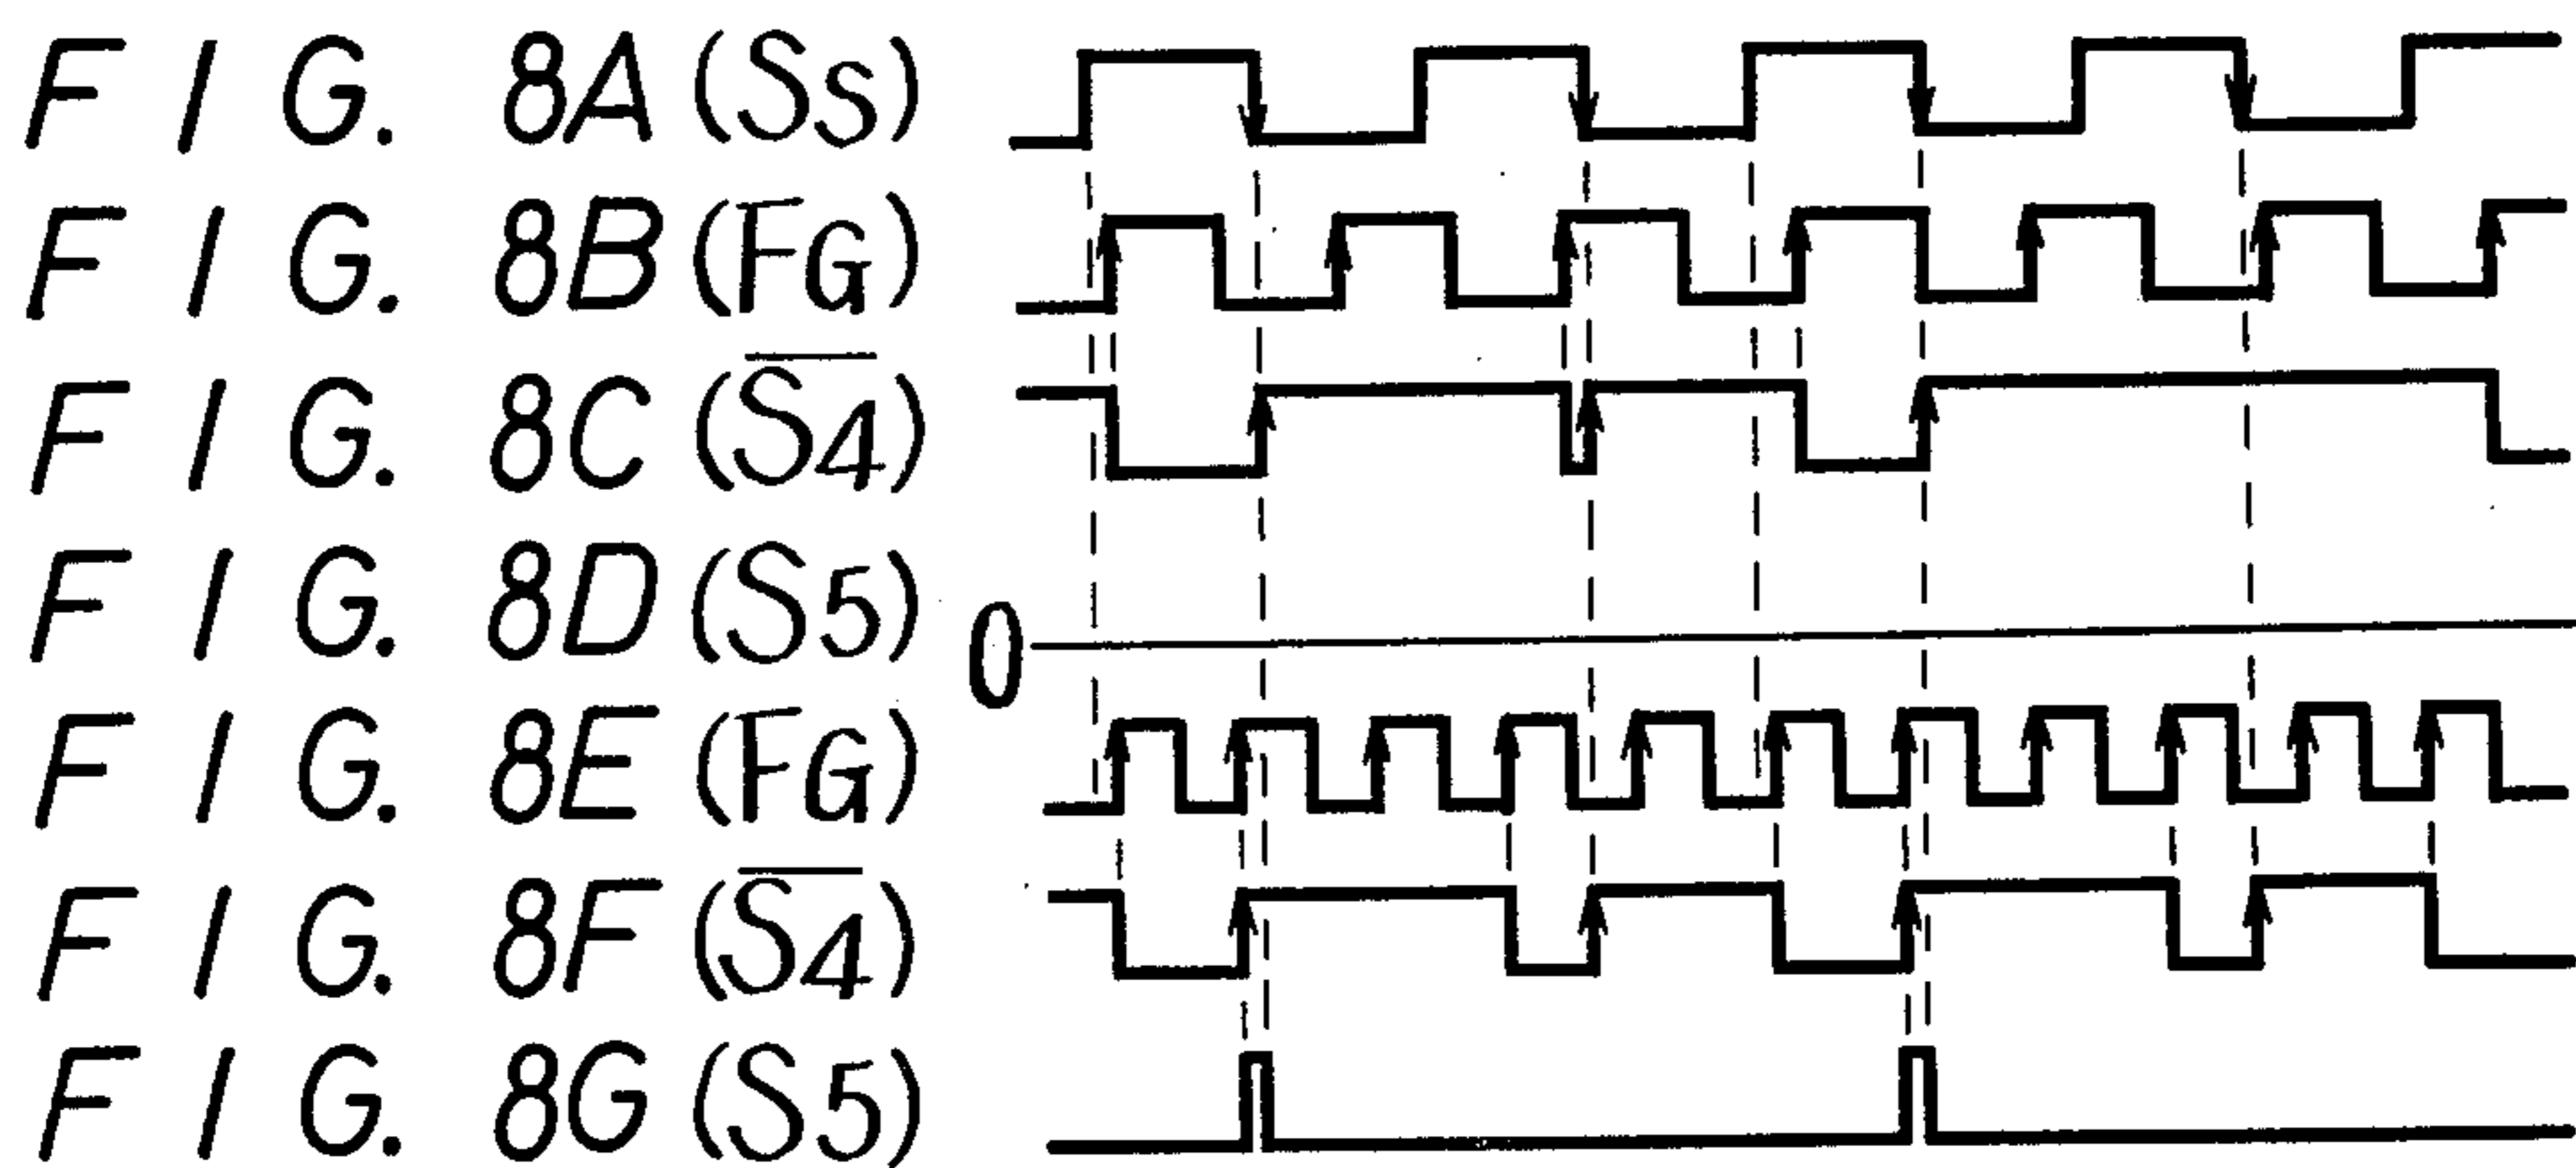 FIG. 8A (Ss)
FIG. 8B (FG)
FIG. 8C (S̅4̅)
FIG. 8D (S5)
0
FIG. 8E (FG)
FIG. 8F (S̅4̅)
FIG. 8G (S5)